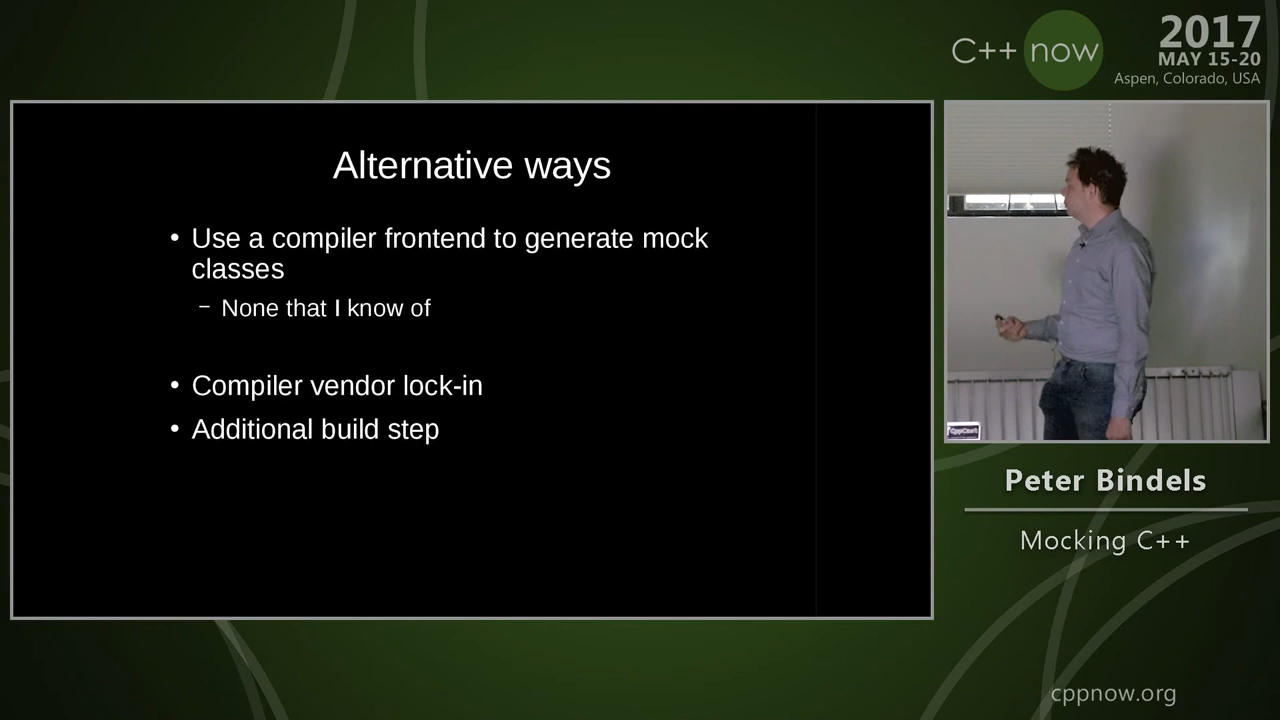 C++ now
2017
MAY 15-20
Aspen, Colorado, USA
Alternative ways
• Use a compiler frontend to generate mock
classes
– None that I know of
• Compiler vendor lock-in
• Additional build step
CppCast
Peter Bindels
Mocking C++
cppnow.org